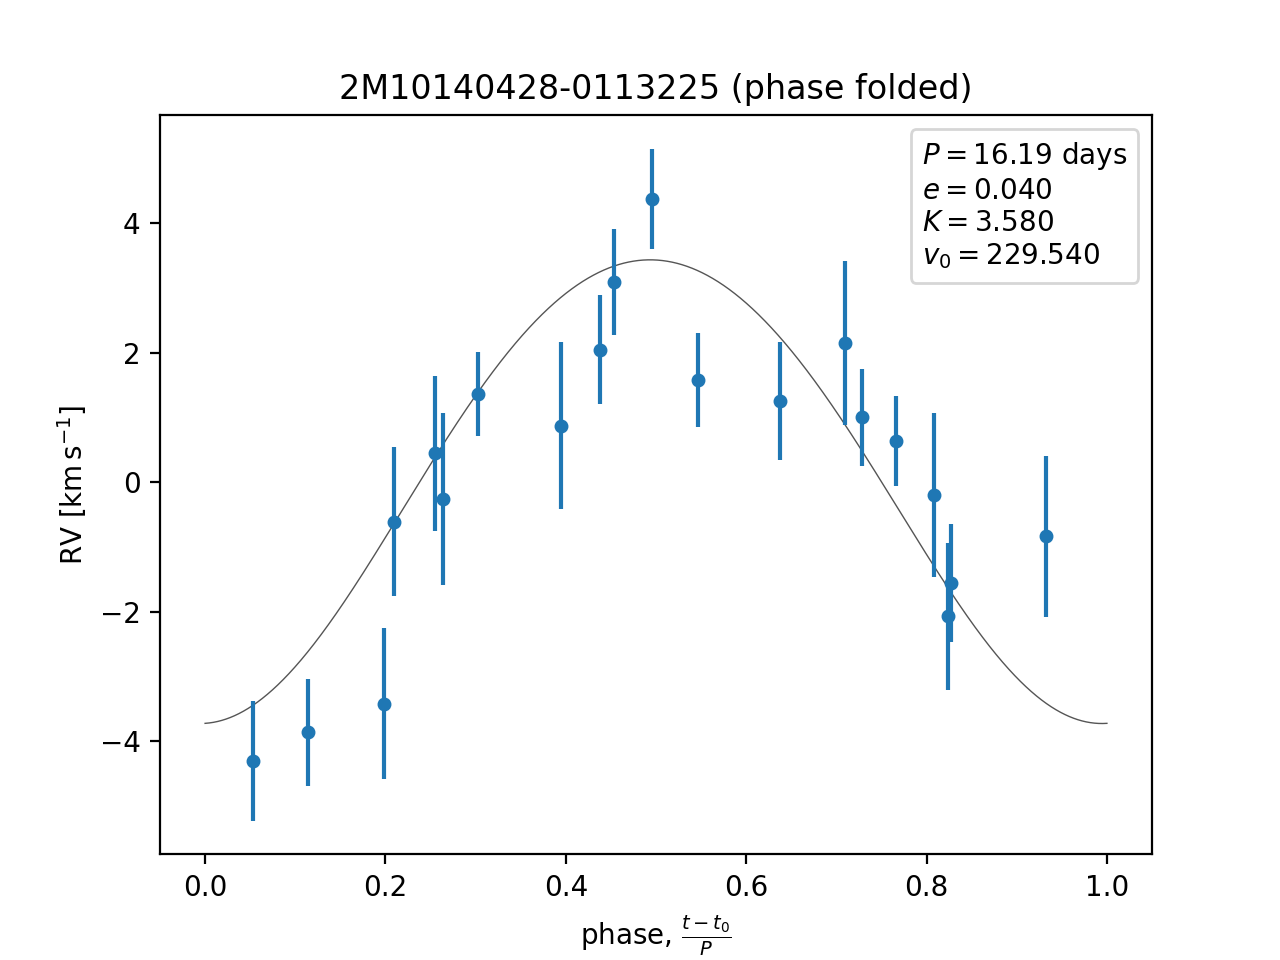 2M10140428-0113225 (phase folded)
P = 16.19 days
e = 0.040
K = 3.580
v₀ = 229.540
RV [km s⁻¹]
4
2
0
−2
−4
0.0 0.2 0.4 0.6 0.8 1.0
phase, (t − t₀)/P